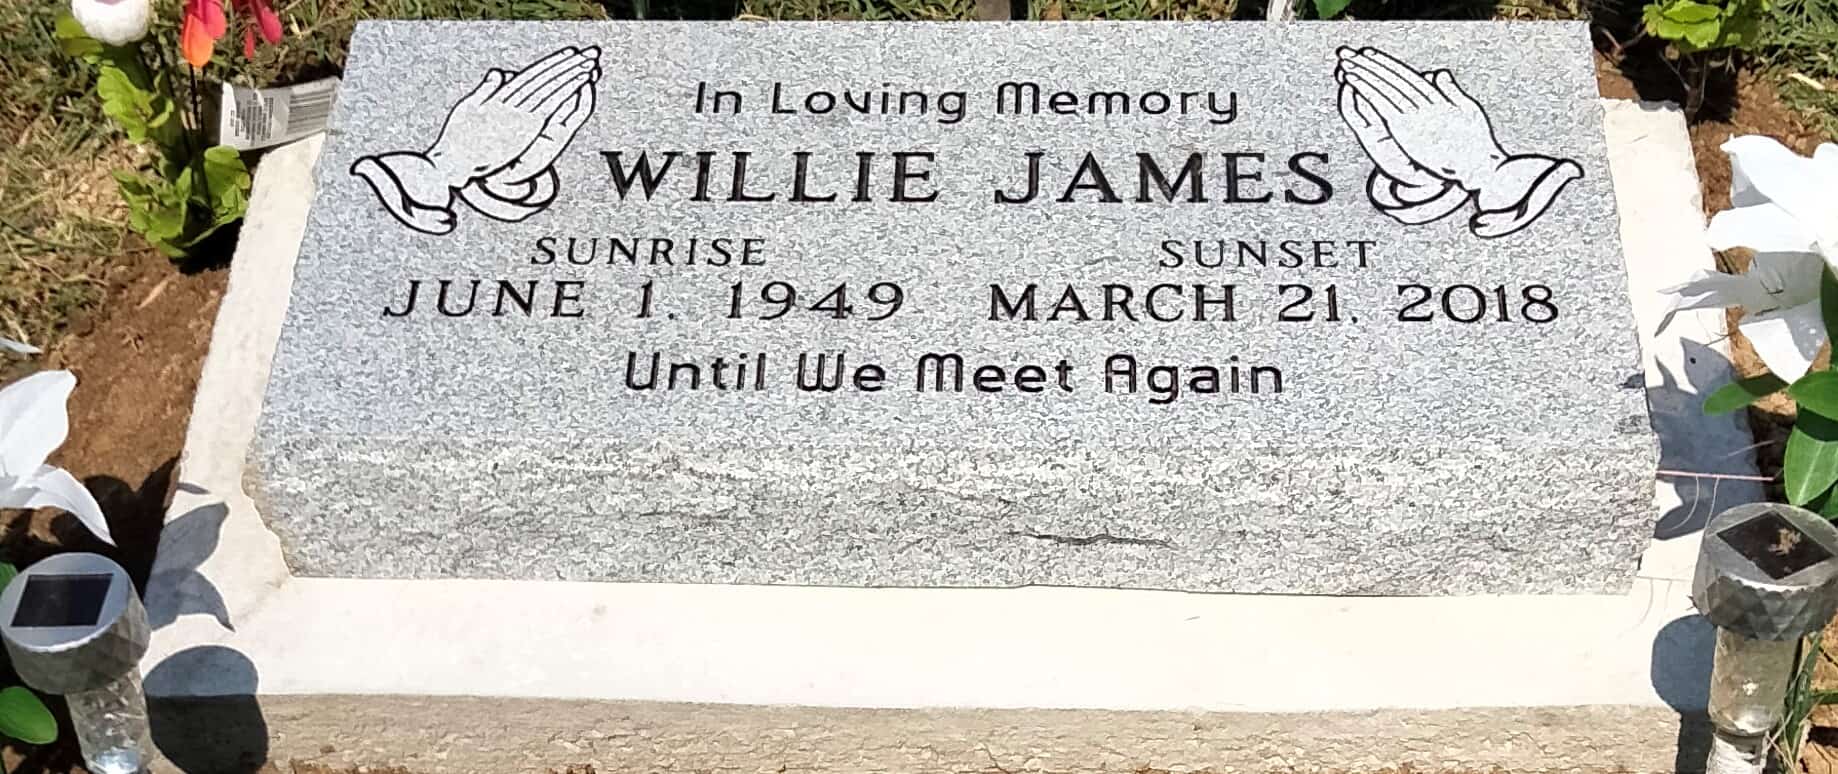 In Loving Memory
WILLIE JAMES
SUNRISE SUNSET
JUNE 1, 1949 MARCH 21, 2018
Until We Meet Again